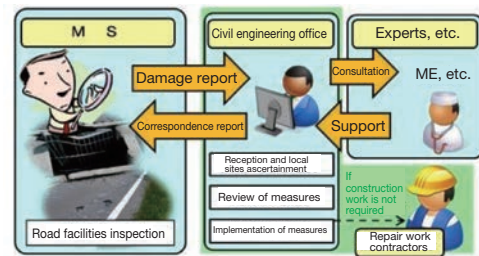 M S
Civil engineering office
Experts, etc.
Damage report
Consultation
ME, etc.
Correspondence report
Support
Reception and local
sites ascertainment
Review of measures
Implementation of measures
If
construction
work is not
required
Road facilities inspection
Repair work
contractors